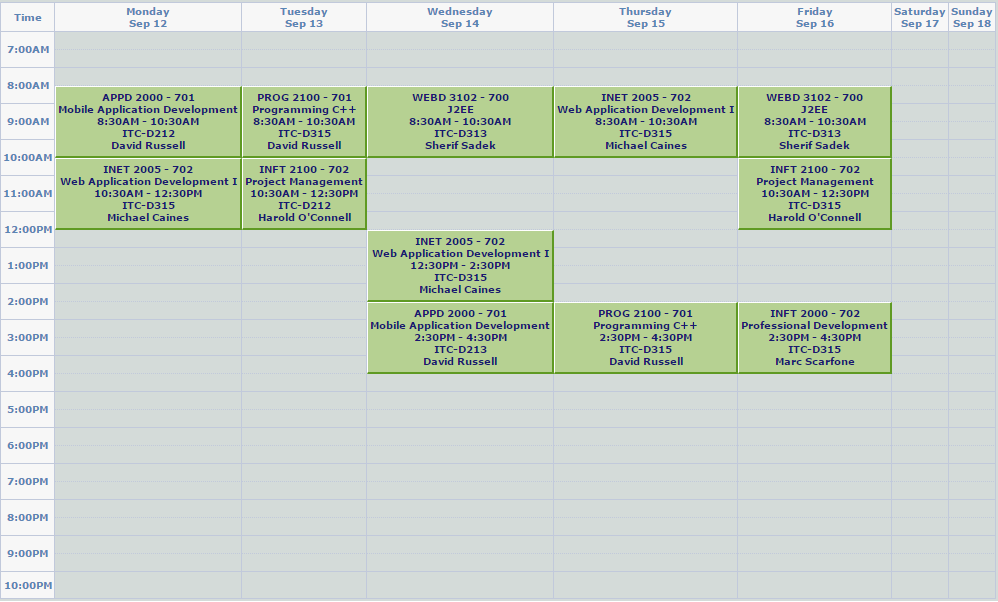 Time
Monday
Sep 12
Tuesday
Sep 13
Wednesday
Sep 14
Thursday
Sep 15
Friday
Sep 16
Saturday
Sep 17
Sunday
Sep 18
7:00AM
8:00AM
APPD 2000 - 701
Mobile Application Development
8:30AM - 10:30AM
ITC-D212
David Russell
PROG 2100 - 701
Programming C++
8:30AM - 10:30AM
ITC-D315
David Russell
WEBD 3102 - 700
J2EE
8:30AM - 10:30AM
ITC-D313
Sherif Sadek
INET 2005 - 702
Web Application Development I
8:30AM - 10:30AM
ITC-D315
Michael Caines
WEBD 3102 - 700
J2EE
8:30AM - 10:30AM
ITC-D313
Sherif Sadek
9:00AM
10:00AM
INET 2005 - 702
Web Application Development I
10:30AM - 12:30PM
ITC-D315
Michael Caines
INFT 2100 - 702
Project Management
10:30AM - 12:30PM
ITC-D212
Harold O'Connell
INFT 2100 - 702
Project Management
10:30AM - 12:30PM
ITC-D315
Harold O'Connell
11:00AM
12:00PM
INET 2005 - 702
Web Application Development I
12:30PM - 2:30PM
ITC-D315
Michael Caines
1:00PM
2:00PM
APPD 2000 - 701
Mobile Application Development
2:30PM - 4:30PM
ITC-D213
David Russell
PROG 2100 - 701
Programming C++
2:30PM - 4:30PM
ITC-D315
David Russell
INFT 2000 - 702
Professional Development
2:30PM - 4:30PM
ITC-D315
Marc Scarfone
3:00PM
4:00PM
5:00PM
6:00PM
7:00PM
8:00PM
9:00PM
10:00PM